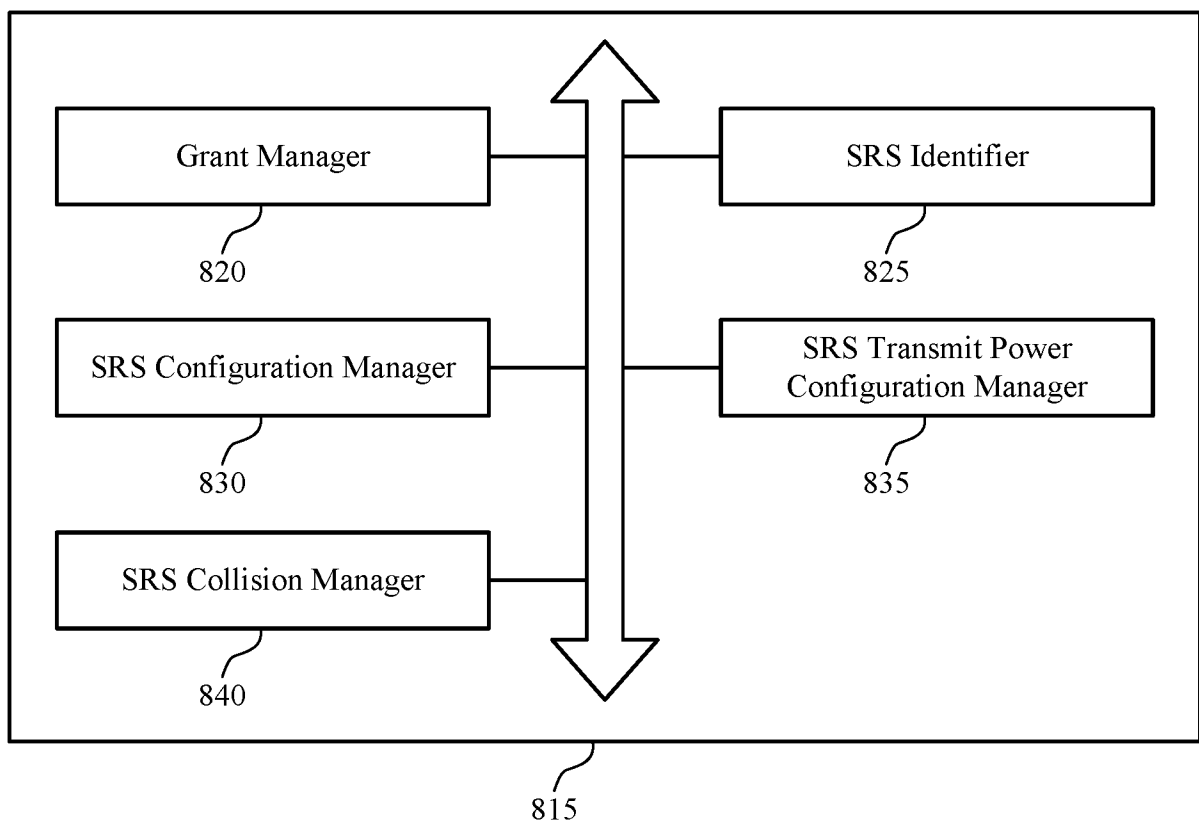 Grant Manager
820
SRS Identifier
825
SRS Configuration Manager
830
SRS Transmit Power
Configuration Manager
835
SRS Collision Manager
840
815